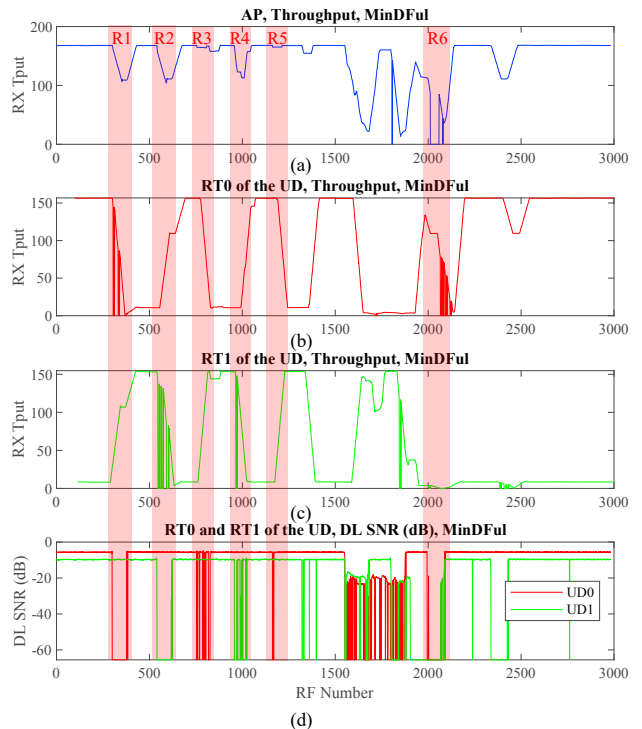 AP, Throughput, MinDFul
R1 R2 R3 R4 R5 R6
200
100
0
RX Tput
0 500 1000 1500 2000 2500 3000
(a)
RT0 of the UD, Throughput, MinDFul
150
100
50
0
RX Tput
0 500 1000 1500 2000 2500 3000
(b)
RT1 of the UD, Throughput, MinDFul
150
100
50
0
RX Tput
0 500 1000 1500 2000 2500 3000
(c)
RT0 and RT1 of the UD, DL SNR (dB), MinDFul
0
-20
-40
-60
DL SNR (dB)
UD0
UD1
0 500 1000 1500 2000 2500 3000
RF Number
(d)